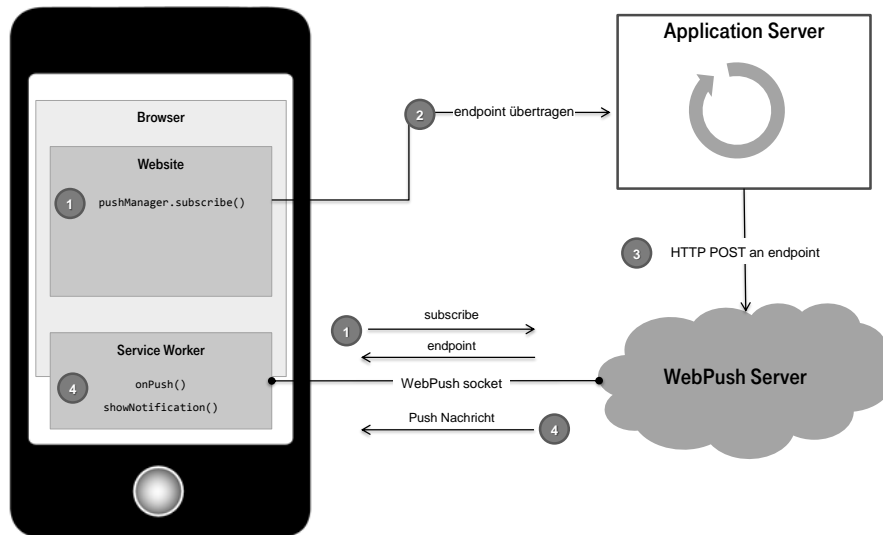 Application Server
Browser
2
endpoint übertragen
Website
1
pushManager.subscribe()
3
HTTP POST an endpoint
1
subscribe
endpoint
Service Worker
4
onPush()
showNotification()
WebPush socket
WebPush Server
Push Nachricht
4